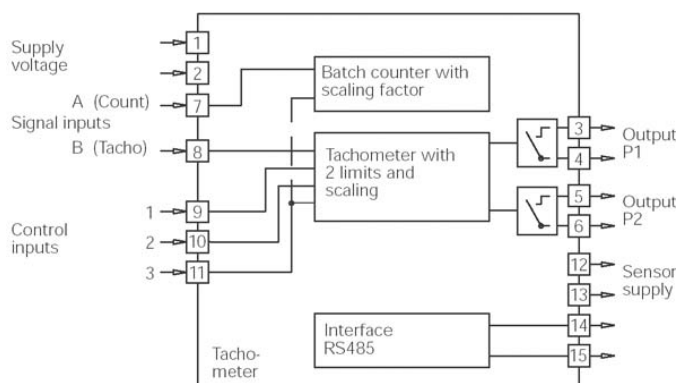 Supply
voltage
1
2
A (Count)
Signal inputs
7
B (Tacho)
8
Control
inputs
1
9
2
10
3
11
Batch counter with
scaling factor
Tachometer with
2 limits and
scaling
Interface
RS485
Tacho-
meter
3
4
Output
P1
5
6
Output
P2
12
13
Sensor
supply
14
15